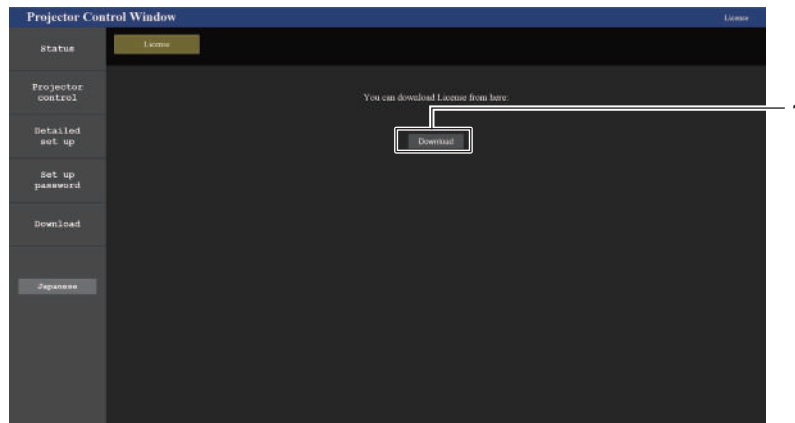 Projector Control Window
License
Status
License
Projector
control
You can download License from here:
Detailed
set up
Download
Set up
password
Download
Japanese